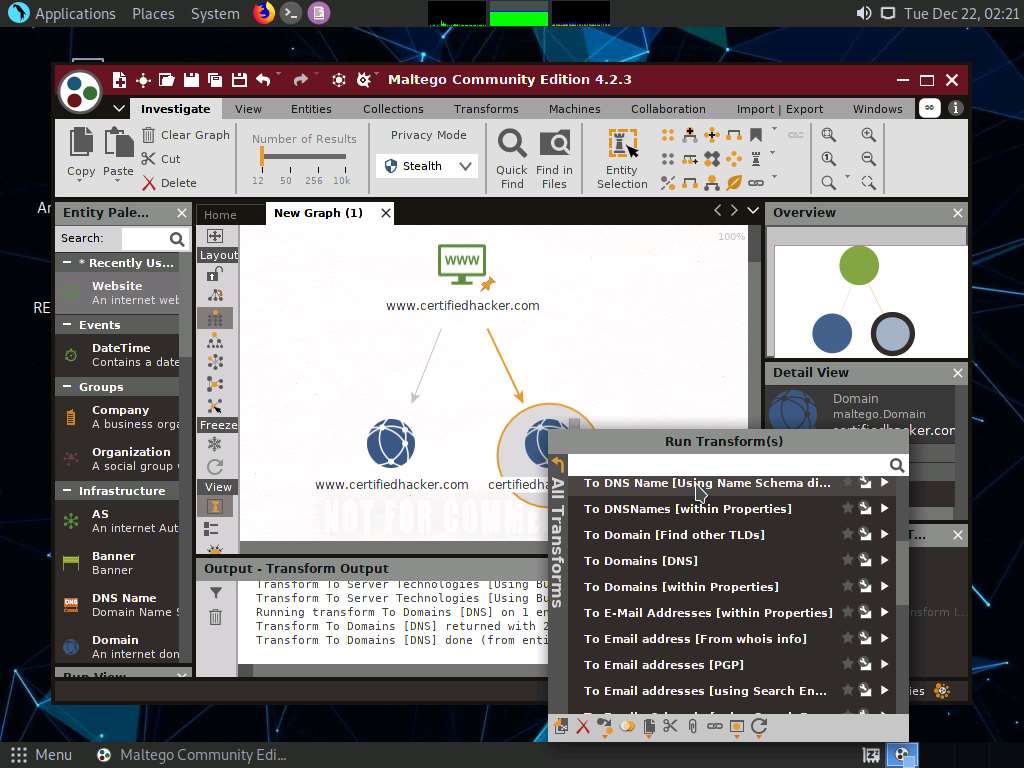 Applications Places System
Tue Dec 22, 02:21
Maltego Community Edition 4.2.3
Investigate View Entities Collections Transforms Machines Collaboration Import | Export Windows
Copy
Paste
Clear Graph
Cut
Delete
Number of Results
12 50 256 10k
Privacy Mode
Stealth
Quick Find
Find in Files
Entity Selection
Entity Pale...
Search:
* Recently Us...
Website
An internet web
Events
DateTime
Contains a date
Groups
Company
A business orga
Organization
A social group
Infrastructure
AS
An internet Aut
Banner
Banner
DNS Name
Domain Name S
Domain
An internet don
Run View
Home
New Graph (1)
Layout
Freeze
View
100%
www
www.certifiedhacker.com
www.certifiedhacker.com
certifiedha
NOT FOR COMME
Output - Transform Output
Transform To Server Technologies [Using Bu
Transform To Server Technologies [Using Bu
Running transform To Domains [DNS] on 1 en
Transform To Domains [DNS] returned with 2
Transform To Domains [DNS] done (from enti
Overview
Detail View
Domain
maltego.Domain
certifiedhacker.con
T...
nsform I...
ies
Run Transform(s)
All Transforms
To DNS Name [Using Name Schema di...
To DNSNames [within Properties]
To Domain [Find other TLDs]
To Domains [DNS]
To Domains [within Properties]
To E-Mail Addresses [within Properties]
To Email address [From whois info]
To Email addresses [PGP]
To Email addresses [using Search En...
Ar
RE
Menu
Maltego Community Edi...